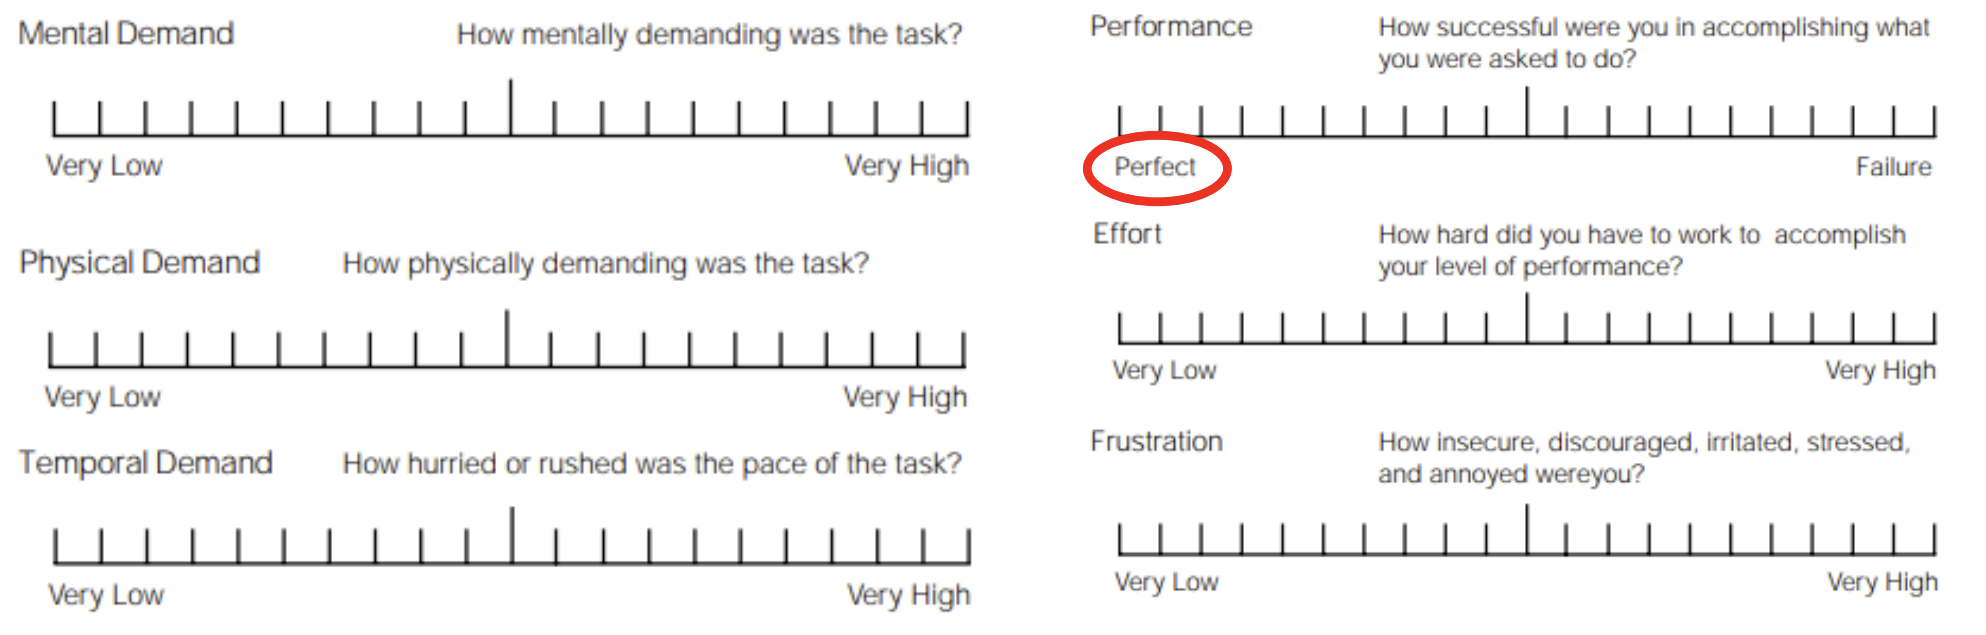 Mental Demand How mentally demanding was the task?
Very Low Very High
Physical Demand How physically demanding was the task?
Very Low Very High
Temporal Demand How hurried or rushed was the pace of the task?
Very Low Very High
Performance How successful were you in accomplishing what
you were asked to do?
Perfect Failure
Effort How hard did you have to work to accomplish
your level of performance?
Very Low Very High
Frustration How insecure, discouraged, irritated, stressed,
and annoyed wereyou?
Very Low Very High